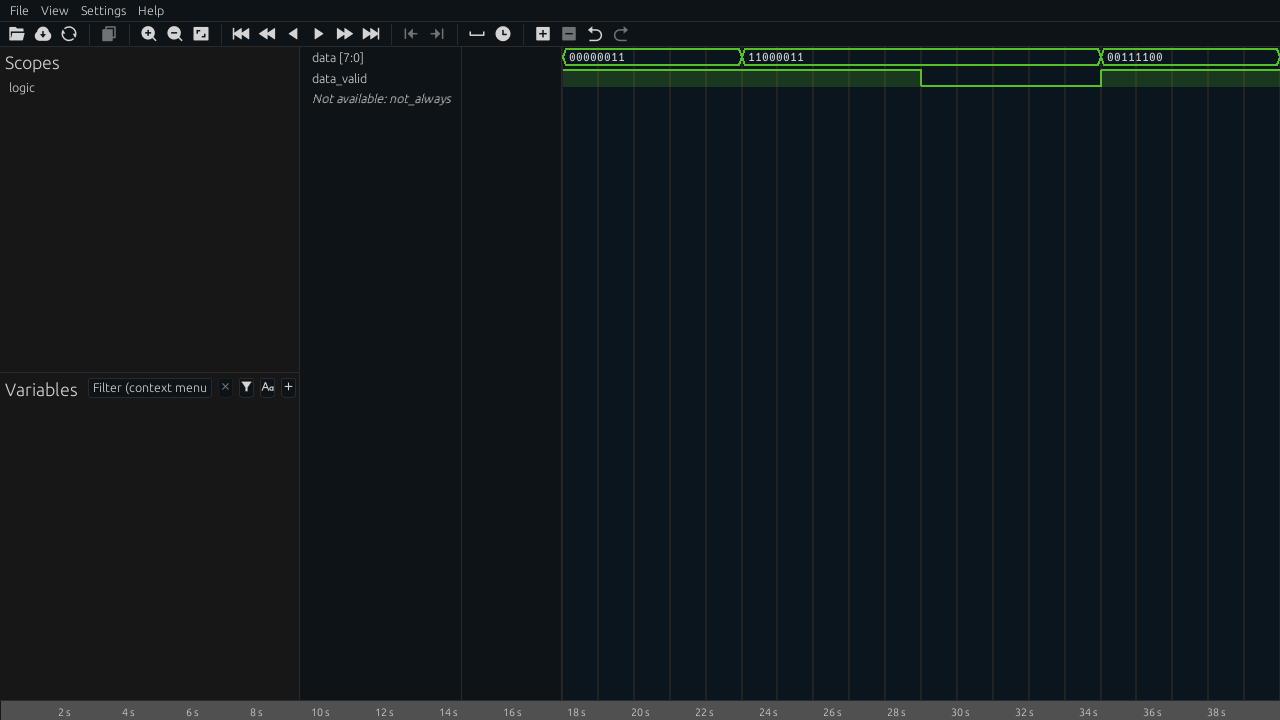 File View Settings Help
Scopes
logic
data [7:0]
data_valid
Not available: not_always
00000011 11000011 00111100
Variables Filter (context menu Aa
2 s 4 s 6 s 8 s 10 s 12 s 14 s 16 s 18 s 20 s 22 s 24 s 26 s 28 s 30 s 32 s 34 s 36 s 38 s